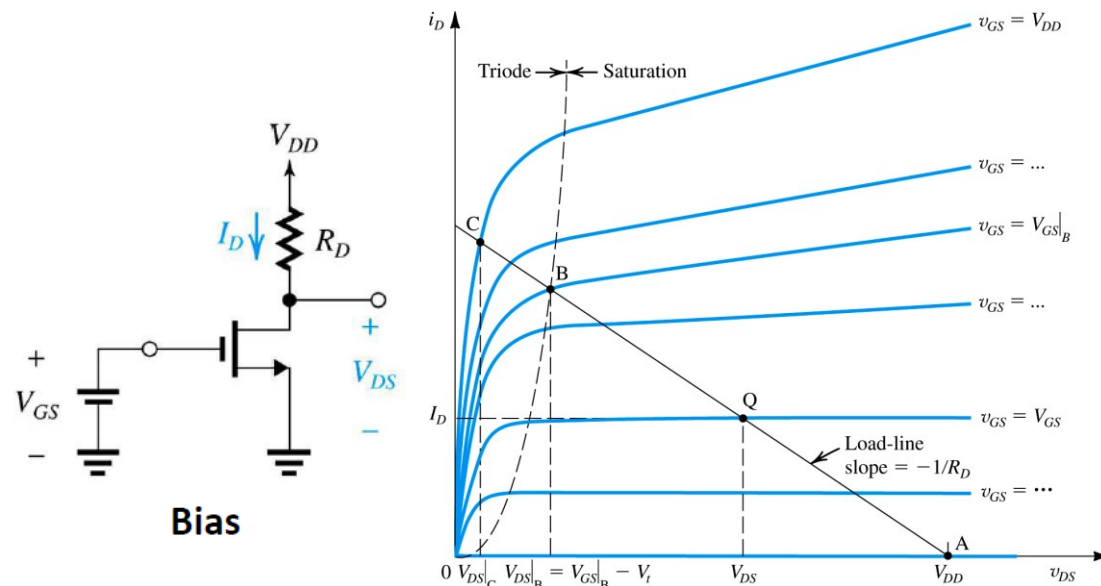 V_DD
I_D
R_D
+
V_GS
−
+
V_DS
−
Bias
i_D
Triode
Saturation
v_GS = V_DD
v_GS = ...
v_GS = V_GS|_B
v_GS = ...
v_GS = V_GS
v_GS = ...
C
B
Q
A
I_D
Load-line
slope = −1/R_D
0 V_DS|_C V_DS|_B = V_GS|_B − V_t V_DS V_DD v_DS